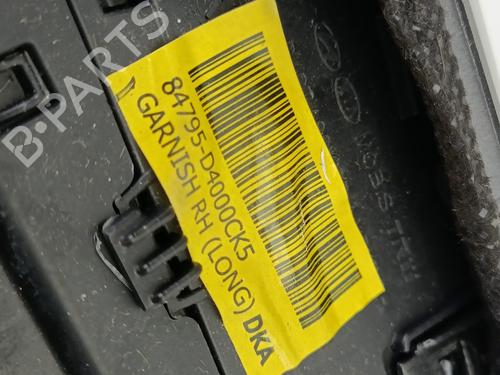 B-PARTS
84795-D4000CK5
GARNISH RH (LONG) DKA